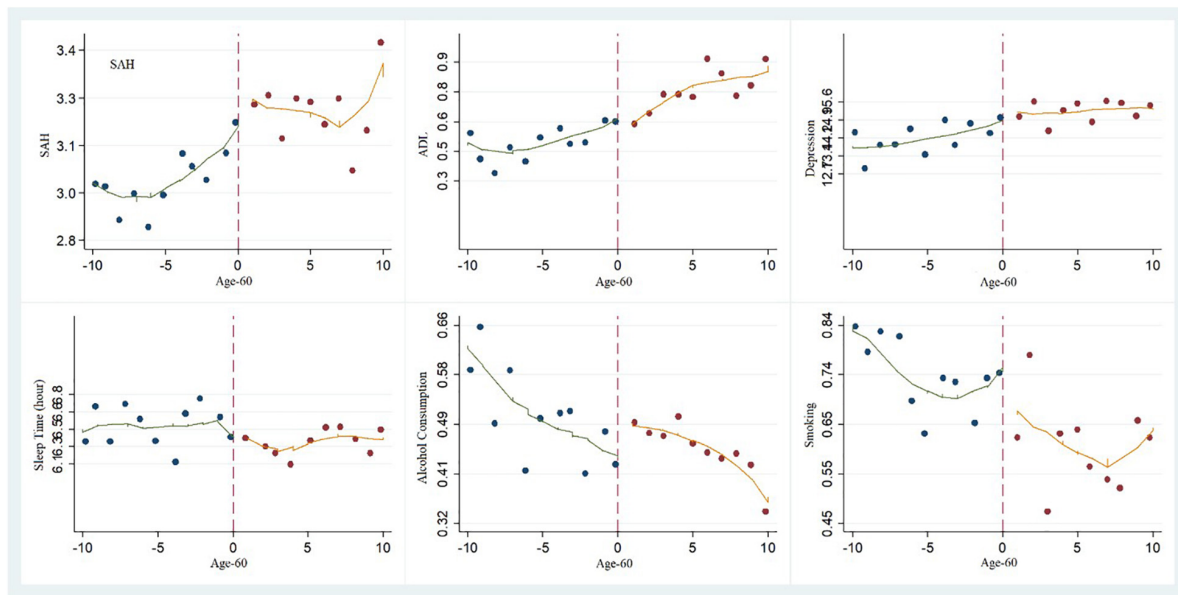 SAH
SAH
3.4
3.3
3.1
3.0
2.8
-10 -5 0 5 10
Age-60
ADL
0.9
0.8
0.6
0.5
0.3
-10 -5 0 5 10
Age-60
Depression
-10 -5 0 5 10
Age-60
Sleep Time (hour)
-10 -5 0 5 10
Age-60
Alcohol Consumption
0.66
0.58
0.49
0.41
0.32
-10 -5 0 5 10
Age-60
Smoking
0.84
0.74
0.65
0.55
0.45
-10 -5 0 5 10
Age-60